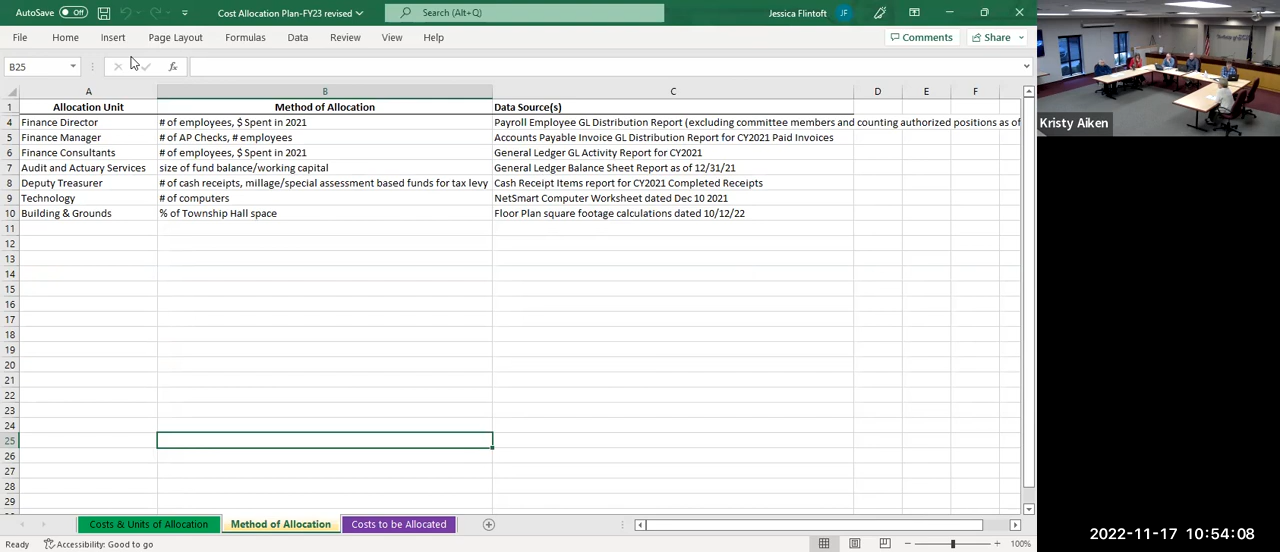 AutoSave Off Cost Allocation Plan-FY23 revised Search (Alt+Q) Jessica Flintoft JF
File Home Insert Page Layout Formulas Data Review View Help Comments Share
B25 fx
A B C D E F
1 Allocation Unit Method of Allocation Data Source(s)
4 Finance Director # of employees, $ Spent in 2021 Payroll Employee GL Distribution Report (excluding committee members and counting authorized positions as of
5 Finance Manager # of AP Checks, # employees Accounts Payable Invoice GL Distribution Report for CY2021 Paid Invoices
6 Finance Consultants # of employees, $ Spent in 2021 General Ledger GL Activity Report for CY2021
7 Audit and Actuary Services size of fund balance/working capital General Ledger Balance Sheet Report as of 12/31/21
8 Deputy Treasurer # of cash receipts, millage/special assessment based funds for tax levy Cash Receipt Items report for CY2021 Completed Receipts
9 Technology # of computers NetSmart Computer Worksheet dated Dec 10 2021
10 Building & Grounds % of Township Hall space Floor Plan square footage calculations dated 10/12/22
11
12
13
14
15
16
17
18
19
20
21
22
23
24
25
26
27
28
29
Costs & Units of Allocation Method of Allocation Costs to be Allocated
Ready Accessibility: Good to go 100%
Kristy Aiken
2022-11-17 10:54:08